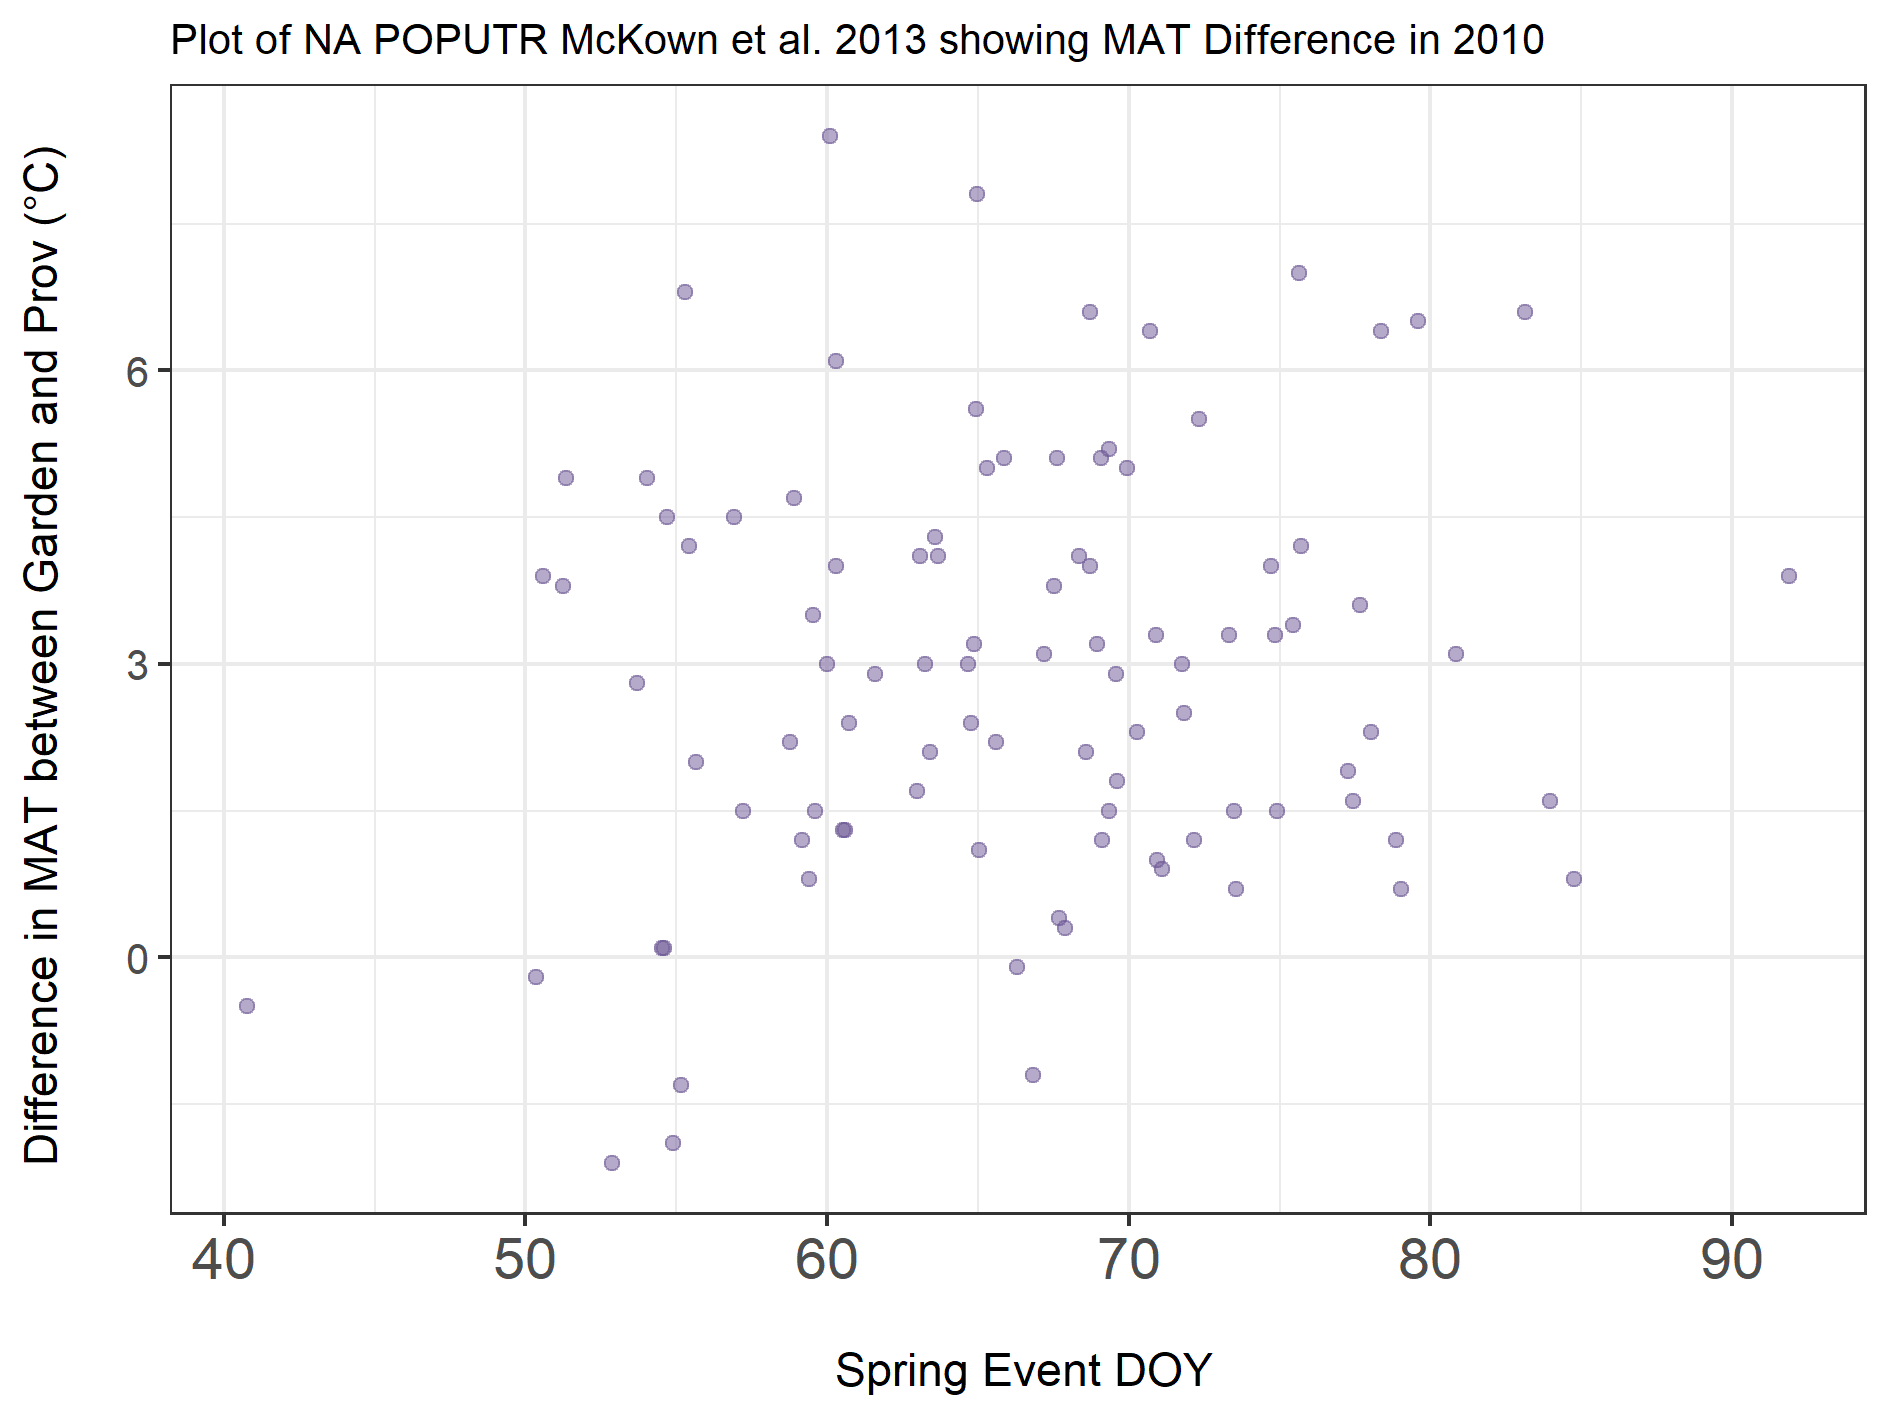 Plot of NA POPUTR McKown et al. 2013 showing MAT Difference in 2010
Difference in MAT between Garden and Prov (°C)
6
3
0
40 50 60 70 80 90
Spring Event DOY